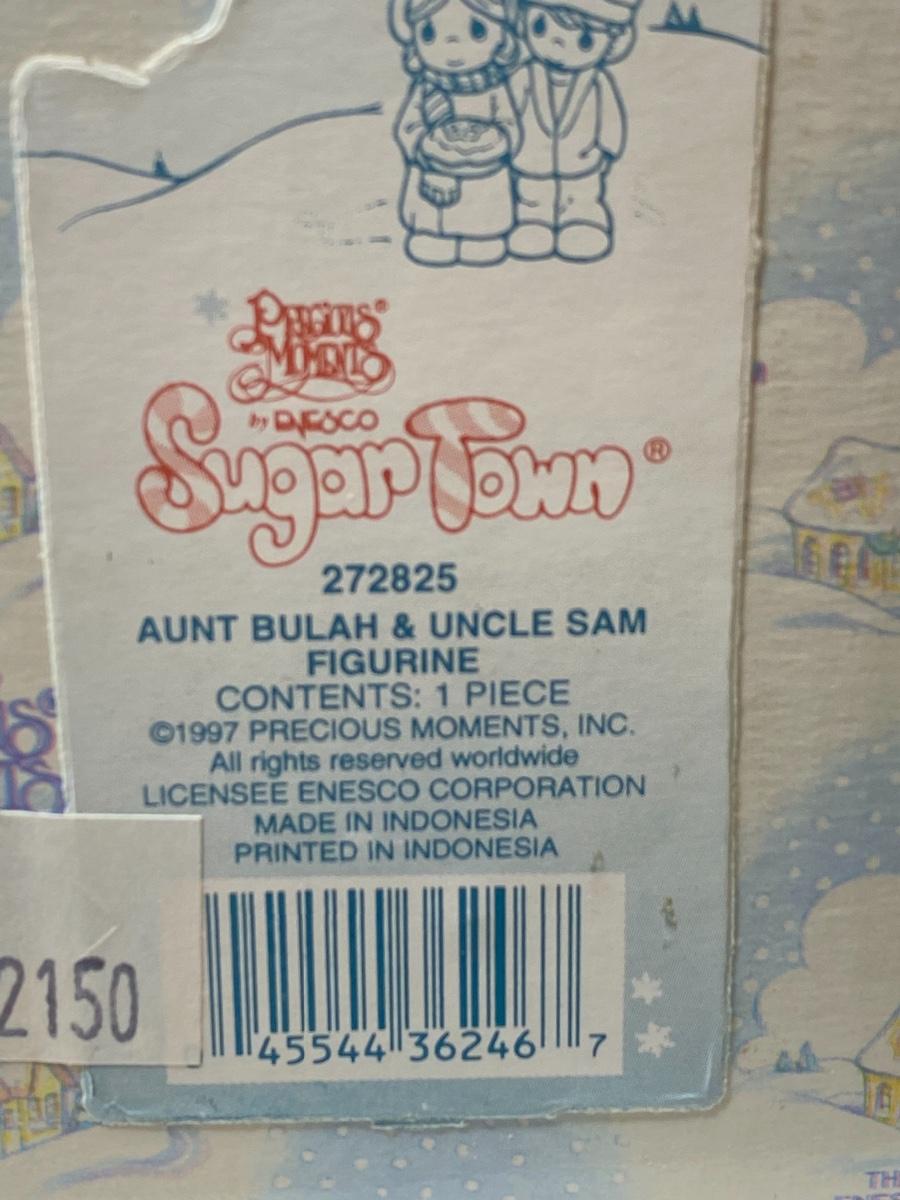 PRECIOUS®
MOMENTS
by ENESCO
Sugar Town®
272825
AUNT BULAH & UNCLE SAM
FIGURINE
CONTENTS: 1 PIECE
©1997 PRECIOUS MOMENTS, INC.
All rights reserved worldwide
LICENSEE ENESCO CORPORATION
MADE IN INDONESIA
PRINTED IN INDONESIA
2150
45544 36246 7